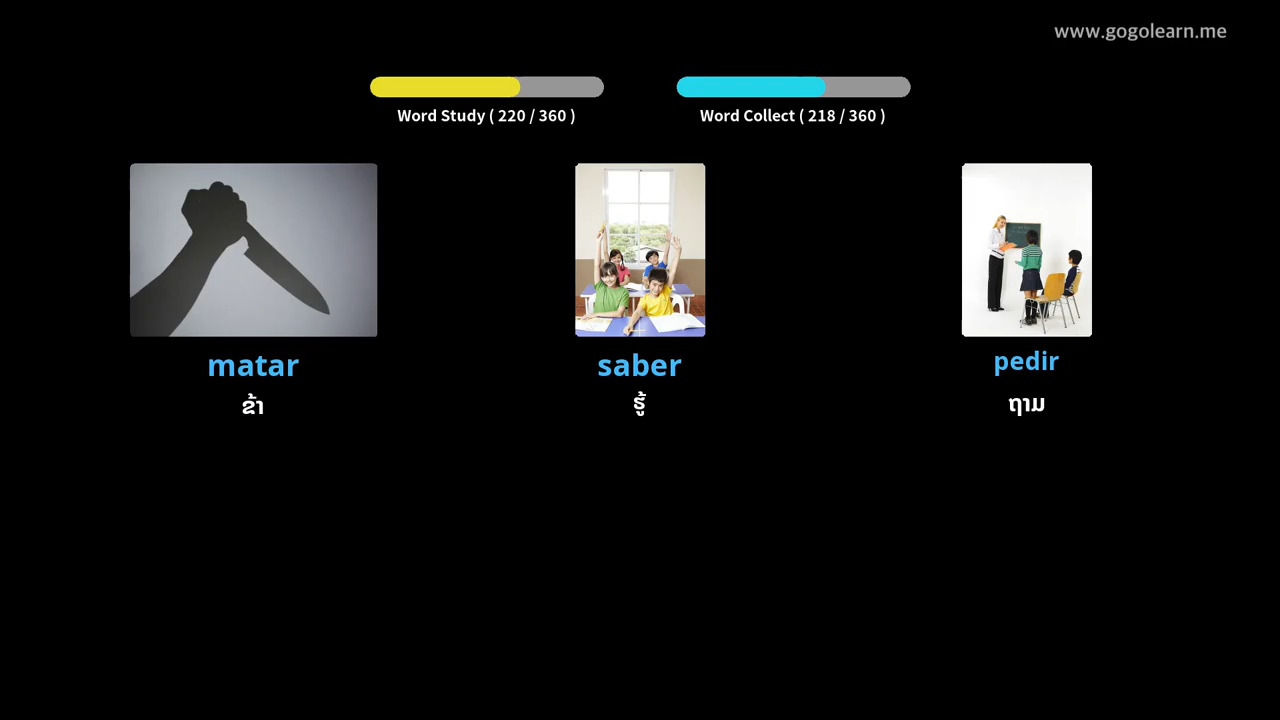 www.gogolearn.me
Word Study ( 220 / 360 )
Word Collect ( 218 / 360 )
matar
saber
pedir
ຂ້າ
ຮູ້
ຖາມ